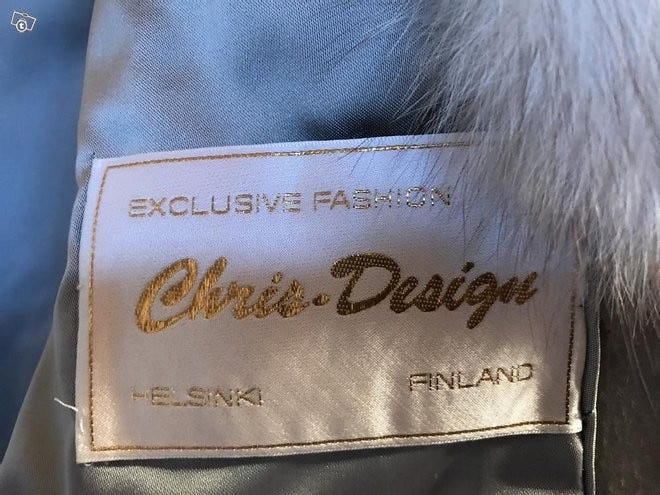 EXCLUSIVE FASHION
Chris-Design
HELSINKI FINLAND